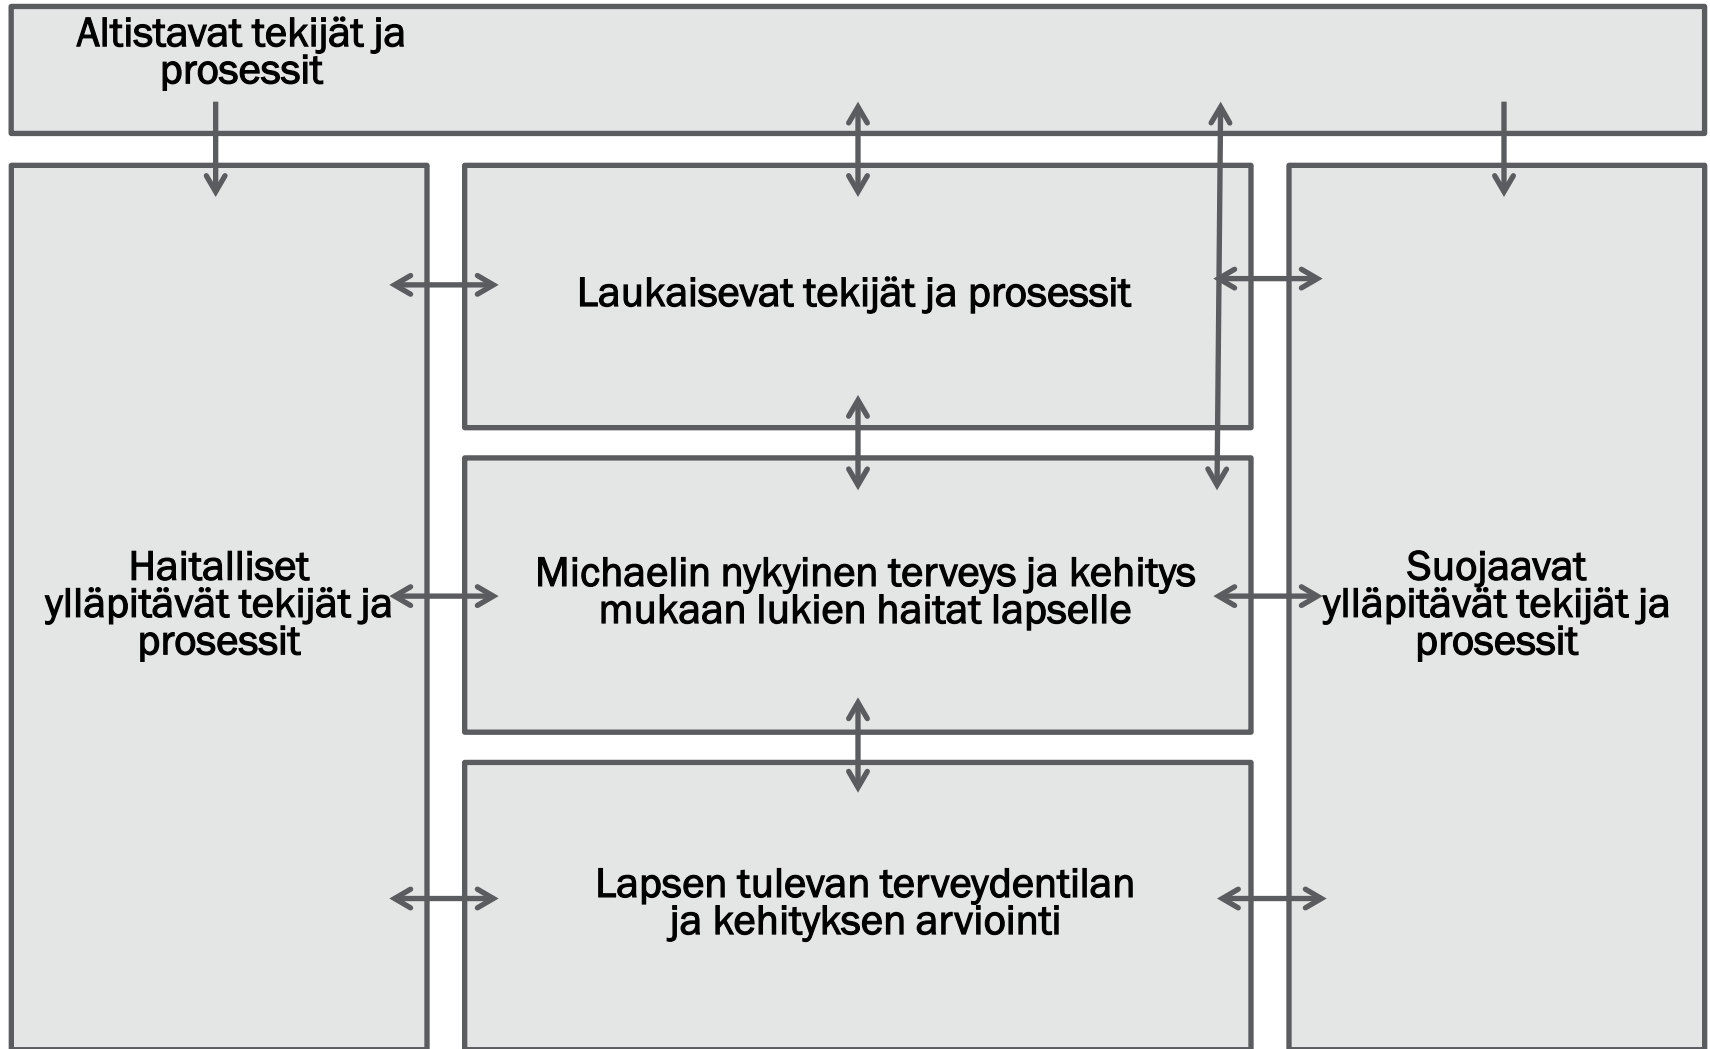 Altistavat tekijät ja
prosessit
Laukaisevat tekijät ja prosessit
Haitalliset
ylläpitävät tekijät ja
prosessit
Michaelin nykyinen terveys ja kehitys
mukaan lukien haitat lapselle
Suojaavat
ylläpitävät tekijät ja
prosessit
Lapsen tulevan terveydentilan
ja kehityksen arviointi